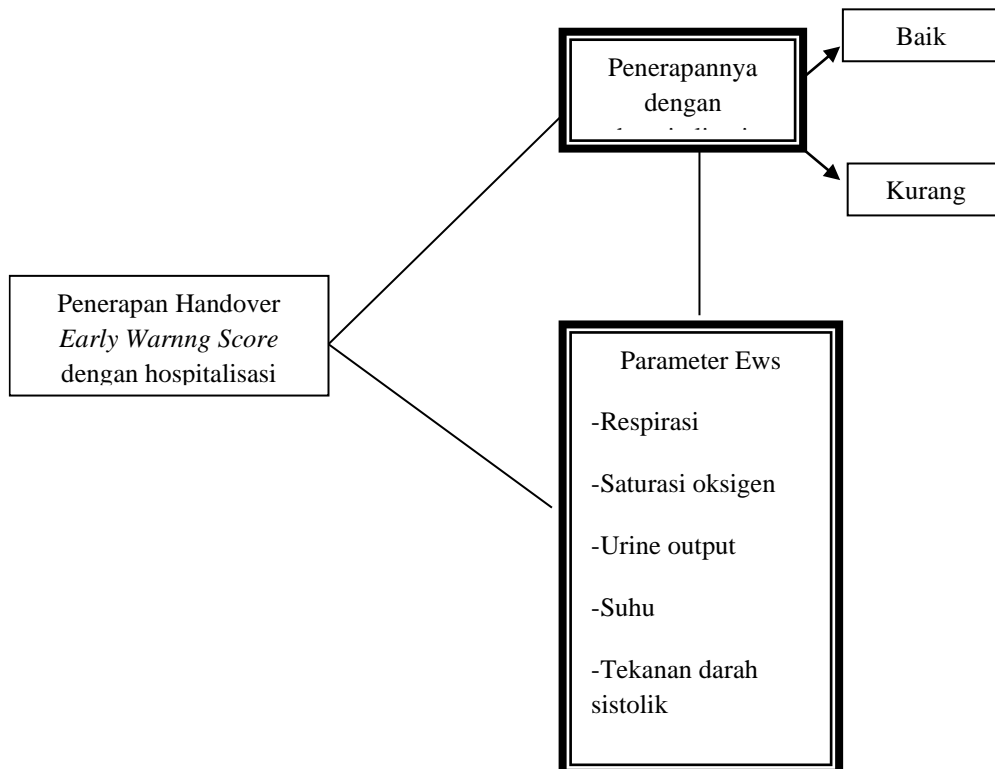 Penerapannya
dengan
Baik
Kurang
Penerapan Handover
Early Warnng Score
dengan hospitalisasi
Parameter Ews
-Respirasi
-Saturasi oksigen
-Urine output
-Suhu
-Tekanan darah
sistolik